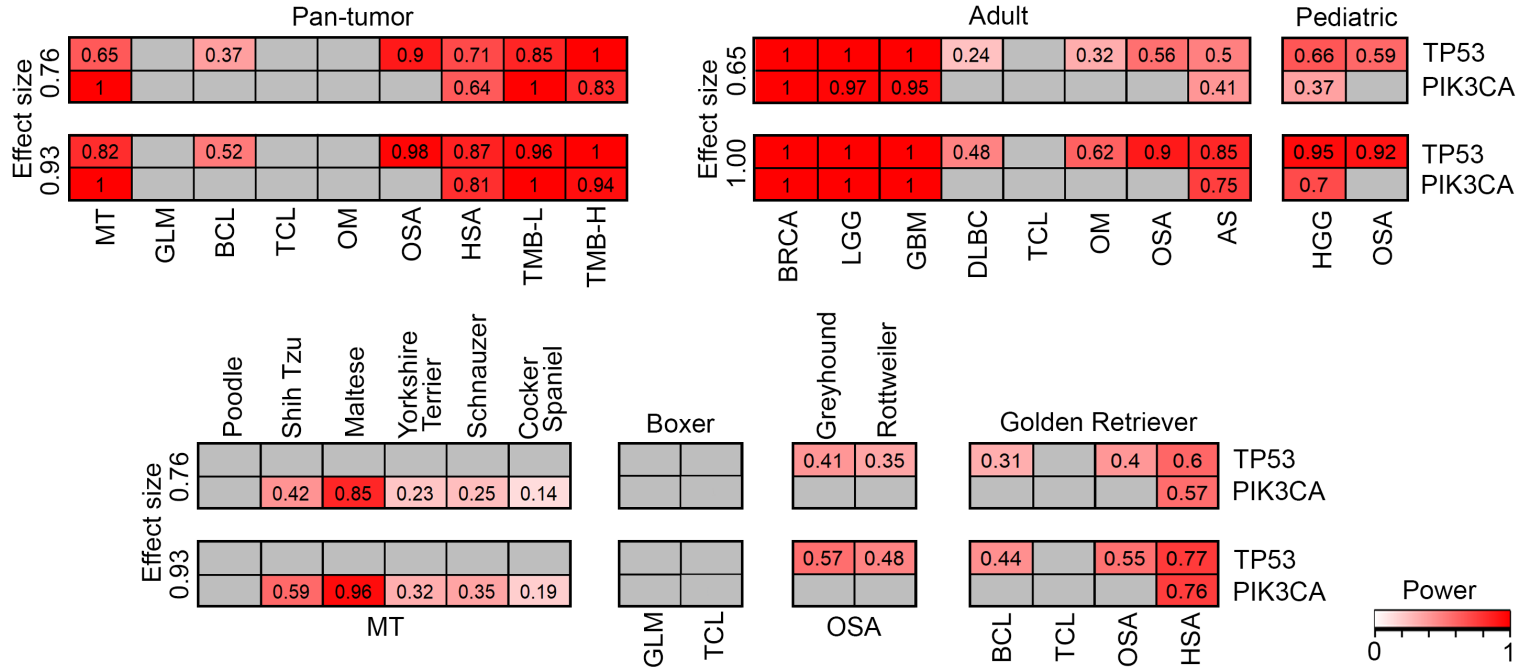 Pan-tumor
Effect size
0.76
0.65 0.37 0.9 0.71 0.85 1
1 0.64 1 0.83
0.93
0.82 0.52 0.98 0.87 0.96 1
1 0.81 1 0.94
MT GLM BCL TCL OM OSA HSA TMB-L TMB-H
Adult
Pediatric
Effect size
0.65
1 1 1 0.24 0.32 0.56 0.5 0.66 0.59 TP53
1 0.97 0.95 0.41 0.37 PIK3CA
1.00
1 1 1 0.48 0.62 0.9 0.85 0.95 0.92 TP53
1 1 1 0.75 0.7 PIK3CA
BRCA LGG GBM DLBC TCL OM OSA AS HGG OSA
Poodle
Shih Tzu
Maltese
Yorkshire
Terrier
Schnauzer
Cocker
Spaniel
Boxer
Greyhound
Rottweiler
Golden Retriever
Effect size
0.76
0.41 0.35 0.31 0.4 0.6 TP53
0.42 0.85 0.23 0.25 0.14 0.57 PIK3CA
0.93
0.57 0.48 0.44 0.55 0.77 TP53
0.59 0.96 0.32 0.35 0.19 0.76 PIK3CA
MT
GLM TCL
OSA
BCL TCL OSA HSA
Power
0 1